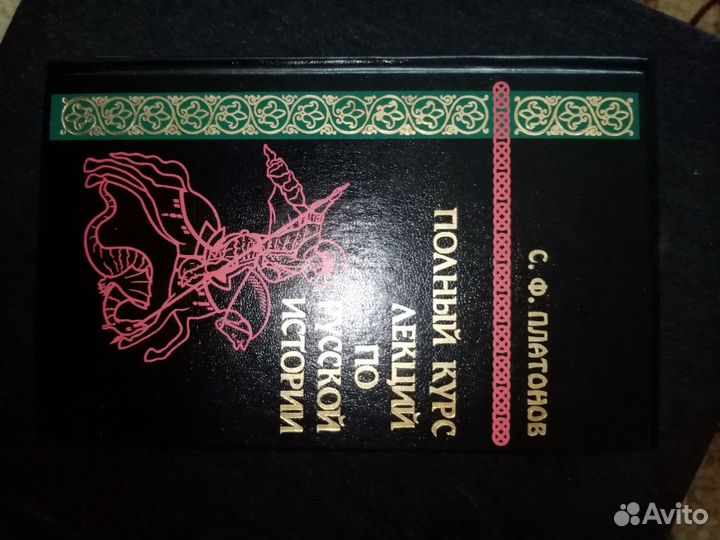 С. Ф. ПЛАТОНОВ
ПОЛНЫЙ КУРС
ЛЕКЦИЙ
ПО
РУССКОЙ
ИСТОРИИ
Avito